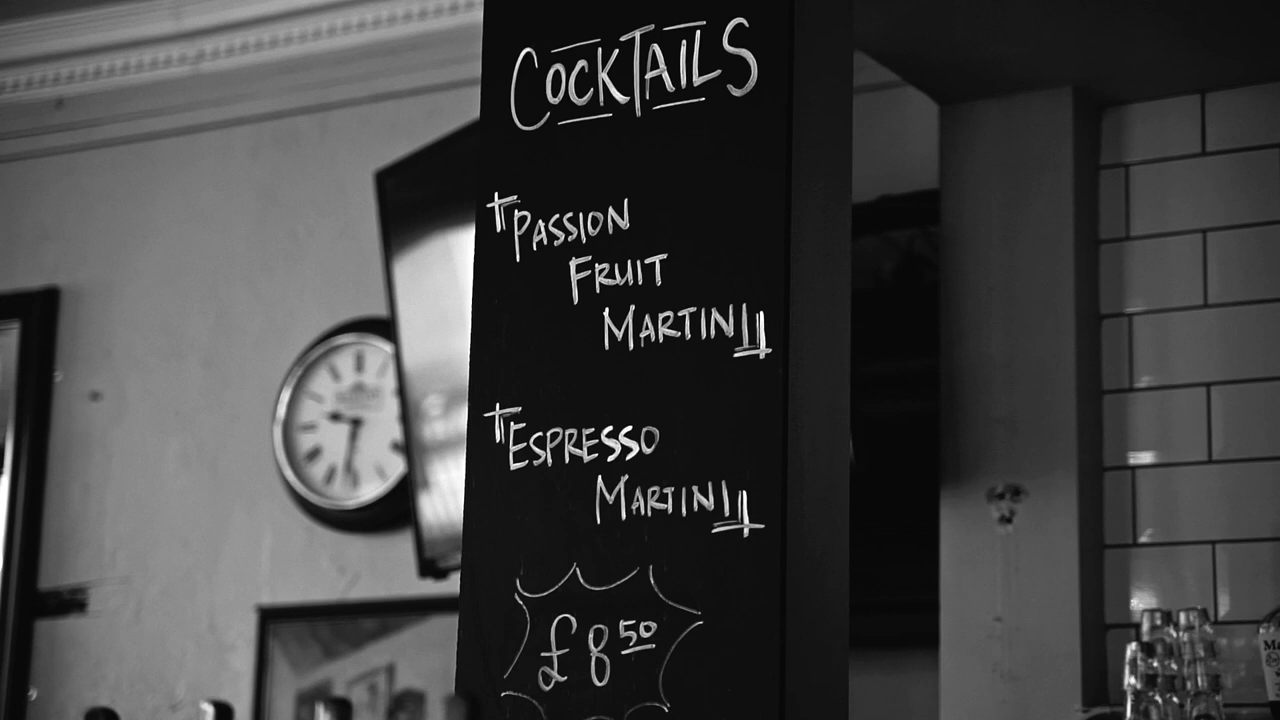 COCKTAILS
PASSION
FRUIT
MARTINI
ESPRESSO
MARTINI
£8.50